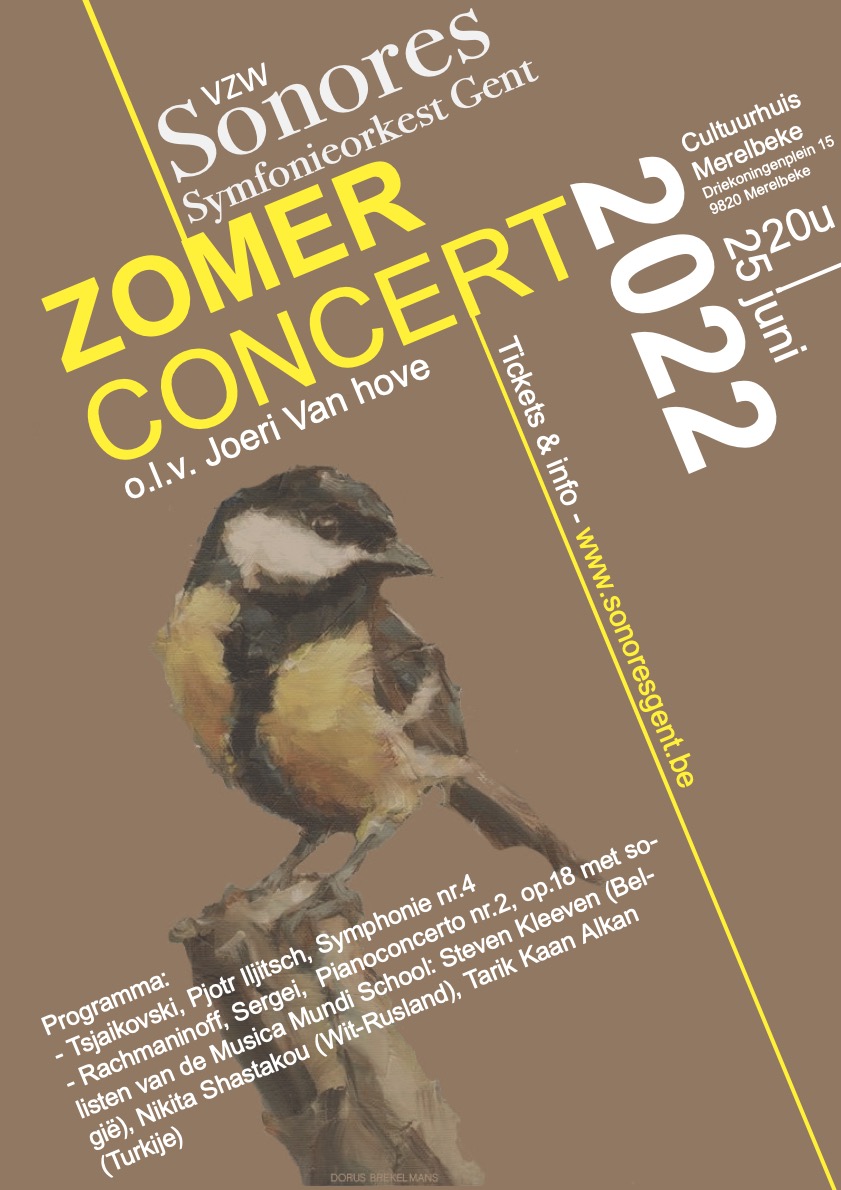 vzw
Sonores
Symfonieorkest Gent
ZOMER
CONCERT
o.l.v. Joeri Van hove
2022
Cultuurhuis
Merelbeke
Driekoningenplein 15
9820 Merelbeke
20u
25 juni
Tickets & info - www.sonoresgent.be
Programma:
- Tsjaikovski, Pjotr Iljitsch, Symphonie nr.4
- Rachmaninoff, Sergei, Pianoconcerto nr.2, op.18 met so-
listen van de Musica Mundi School: Steven Kleeven (Bel-
gië), Nikita Shastakou (Wit-Rusland), Tarik Kaan Alkan
(Turkije)
DORUS BREKELMANS